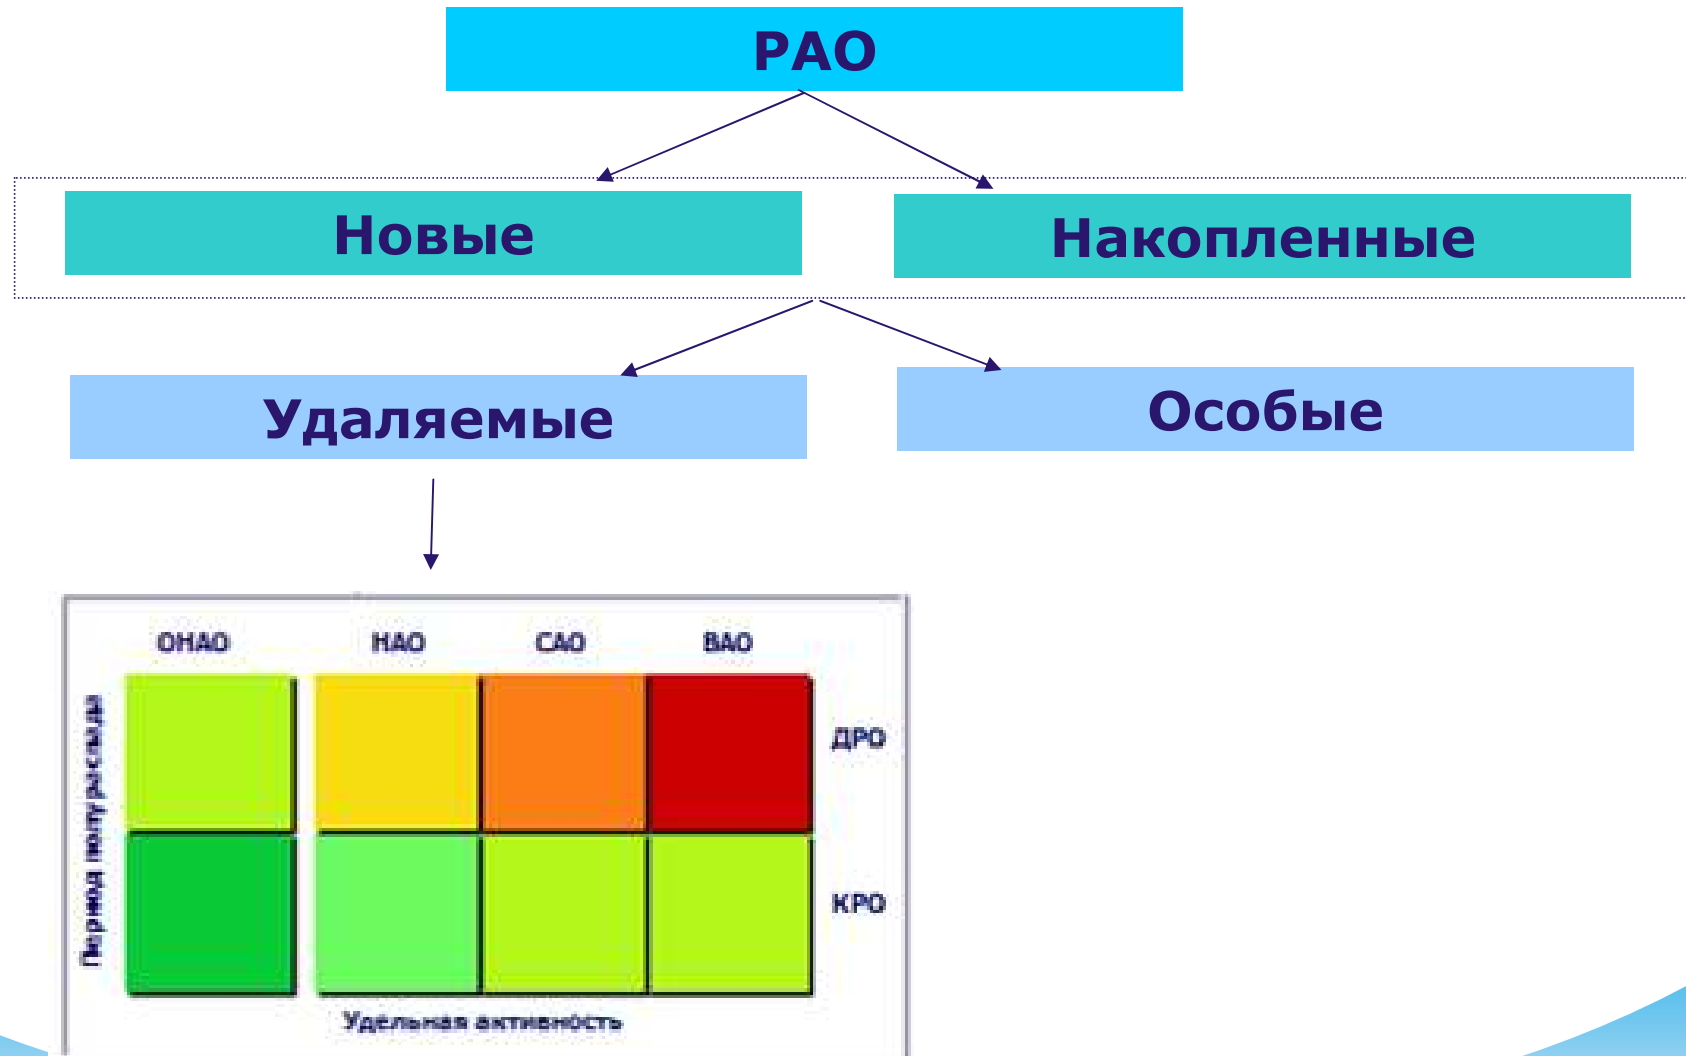 РАО
Новые
Накопленные
Удаляемые
Особые
ОНАО НАО САО ВАО
Период полураспада
ДРО
КРО
Удельная активность